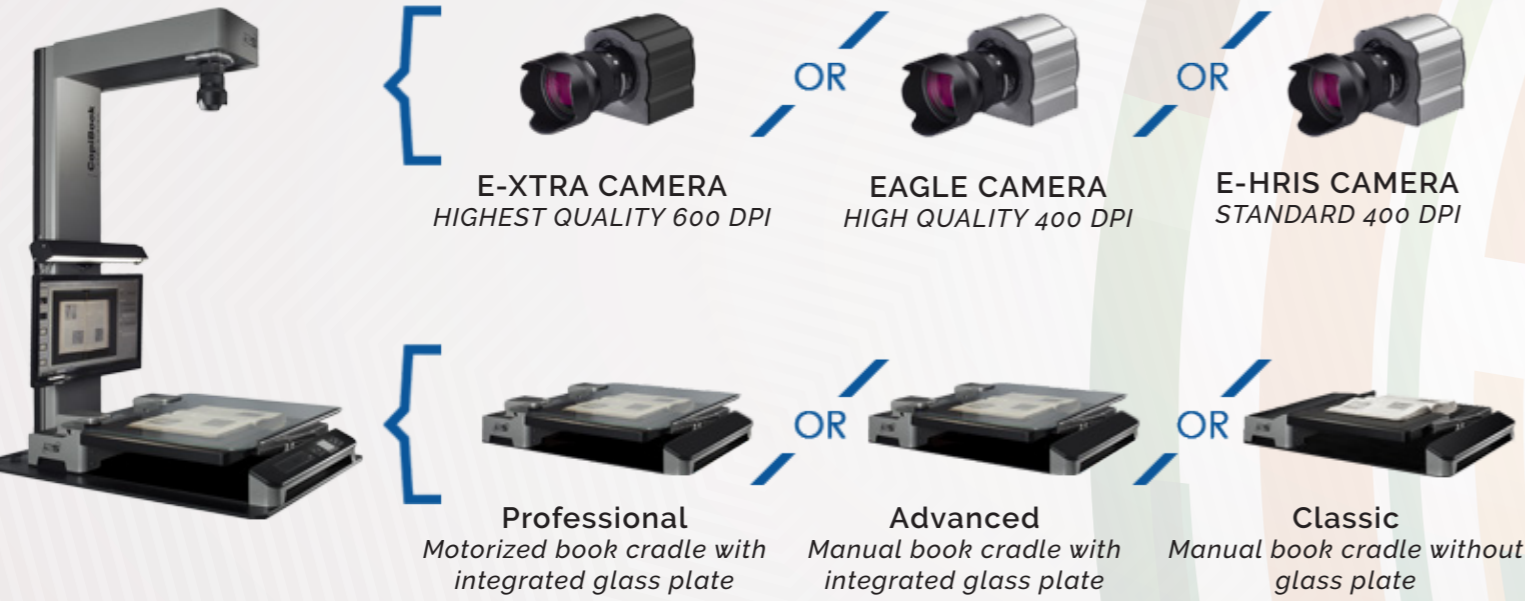 CopiBook
OR
OR
E-XTRA CAMERA
HIGHEST QUALITY 600 DPI
EAGLE CAMERA
HIGH QUALITY 400 DPI
E-HRIS CAMERA
STANDARD 400 DPI
OR
OR
Professional
Motorized book cradle with
integrated glass plate
Advanced
Manual book cradle with
integrated glass plate
Classic
Manual book cradle without
glass plate